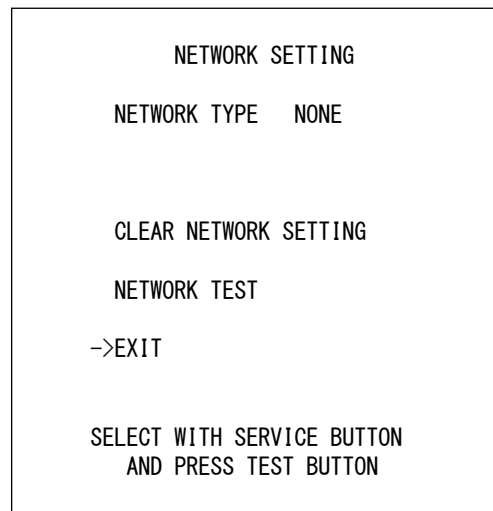 NETWORK SETTING
NETWORK TYPE NONE
CLEAR NETWORK SETTING
NETWORK TEST
->EXIT
SELECT WITH SERVICE BUTTON
AND PRESS TEST BUTTON